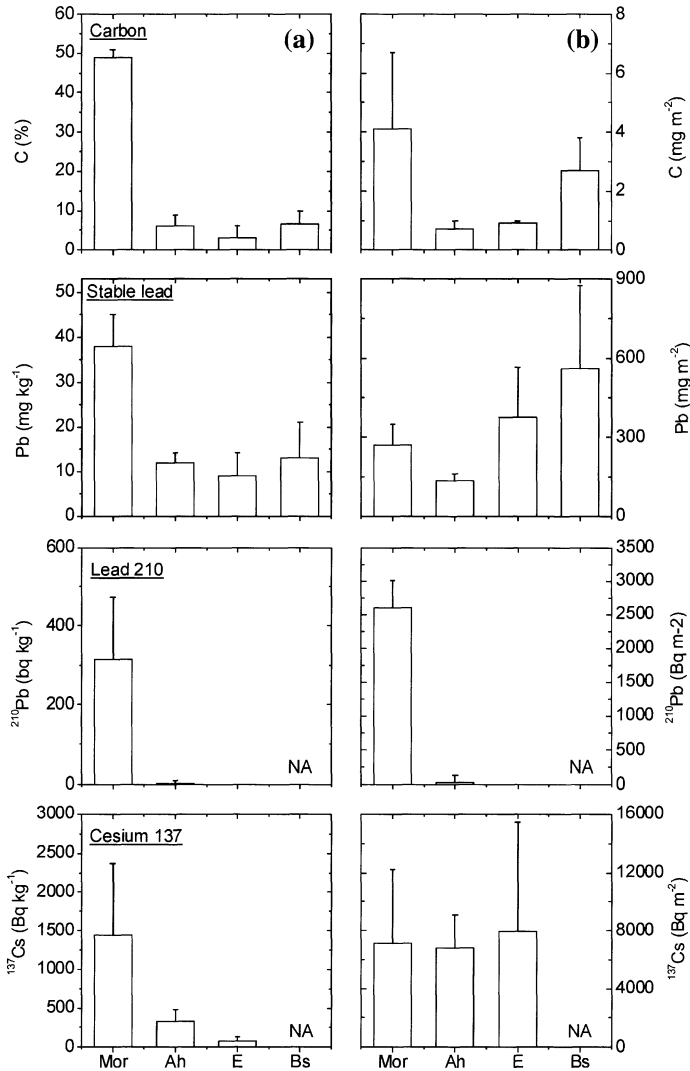 Carbon (a) (b)
C (%)
60
50
40
30
20
10
0
8
6
4
2
0
C (mg m-2)
Stable lead
Pb (mg kg-1)
50
40
30
20
10
0
900
600
300
0
Pb (mg m-2)
Lead 210
210Pb (bq kg-1)
600
400
200
0
NA
NA
3500
3000
2500
2000
1500
1000
500
0
210Pb (Bq m-2)
Cesium 137
137Cs (Bq kg-1)
3000
2500
2000
1500
1000
500
0
NA
NA
16000
12000
8000
4000
0
137Cs (Bq m-2)
Mor Ah E Bs Mor Ah E Bs